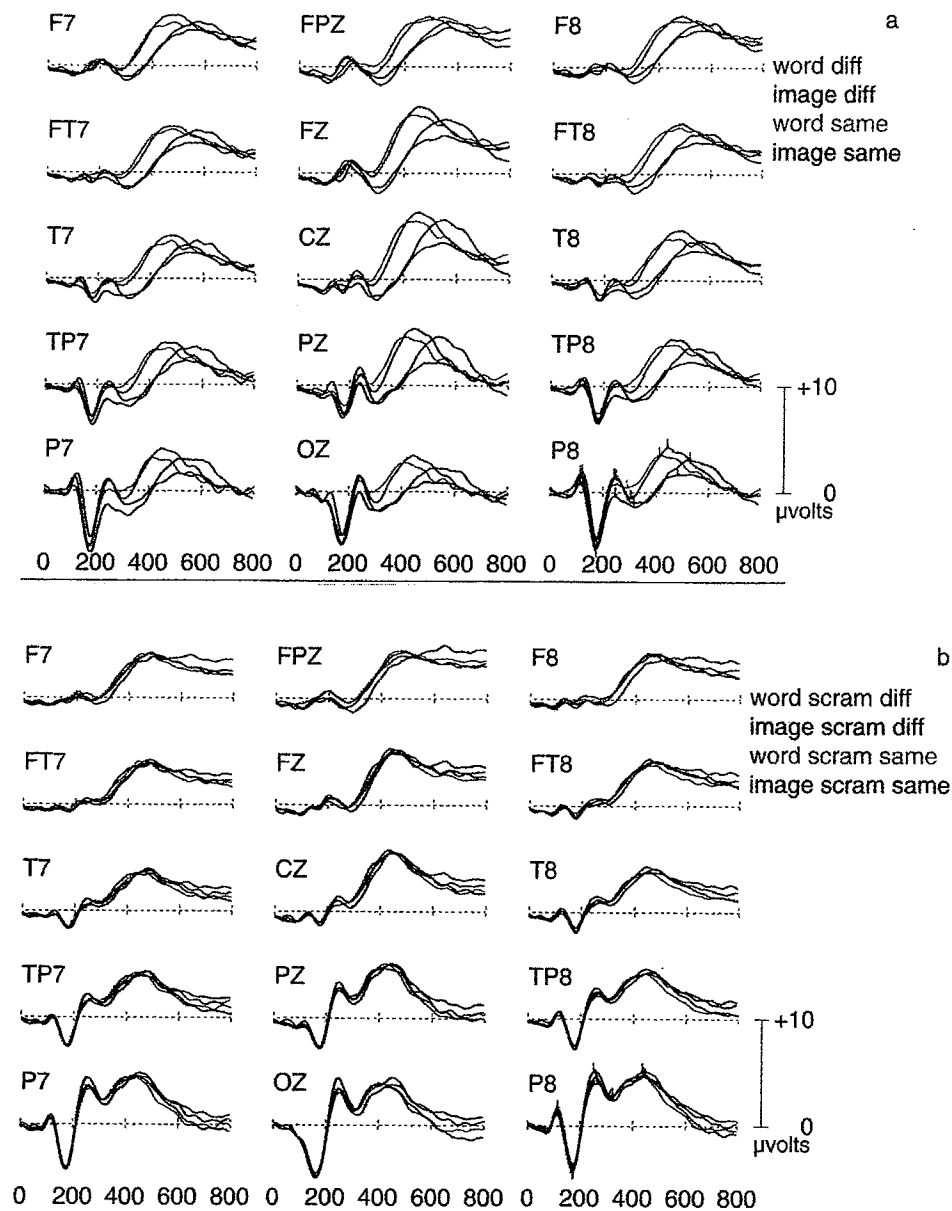 F7 FPZ F8 a
word diff
image diff
FT7 FZ FT8 word same
image same
T7 CZ T8
TP7 PZ TP8
+10
P7 OZ P8
0
µvolts
0 200 400 600 800 0 200 400 600 800 0 200 400 600 800
F7 FPZ F8 b
word scram diff
image scram diff
FT7 FZ FT8 word scram same
image scram same
T7 CZ T8
TP7 PZ TP8
+10
P7 OZ P8
0
µvolts
0 200 400 600 800 0 200 400 600 800 0 200 400 600 800